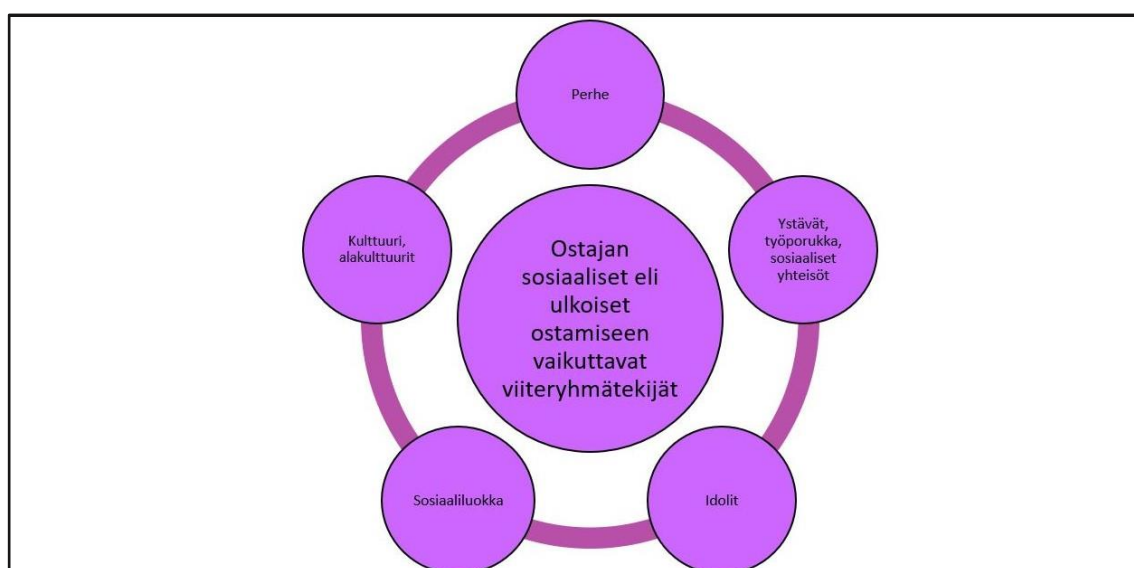 Perhe
Ystävät,
työporukka,
sosiaaliset
yhteisöt
Idolit
Sosiaaliluokka
Kulttuuri,
alakulttuurit
Ostajan
sosiaaliset eli
ulkoiset
ostamiseen
vaikuttavat
viiteryhmätekijät